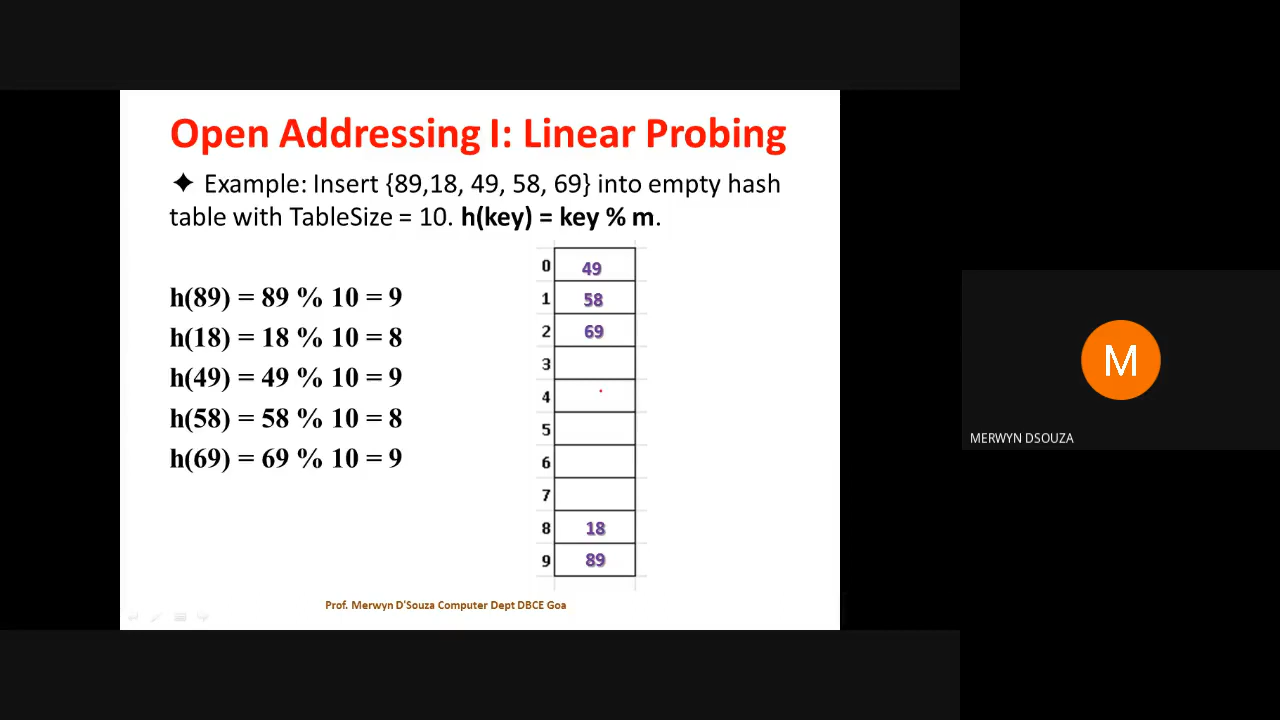 Open Addressing I: Linear Probing
✦ Example: Insert {89,18, 49, 58, 69} into empty hash
table with TableSize = 10. h(key) = key % m.
h(89) = 89 % 10 = 9
h(18) = 18 % 10 = 8
h(49) = 49 % 10 = 9
h(58) = 58 % 10 = 8
h(69) = 69 % 10 = 9
0 49
1 58
2 69
3
4
5
6
7
8 18
9 89
Prof. Merwyn D'Souza Computer Dept DBCE Goa
M
MERWYN DSOUZA